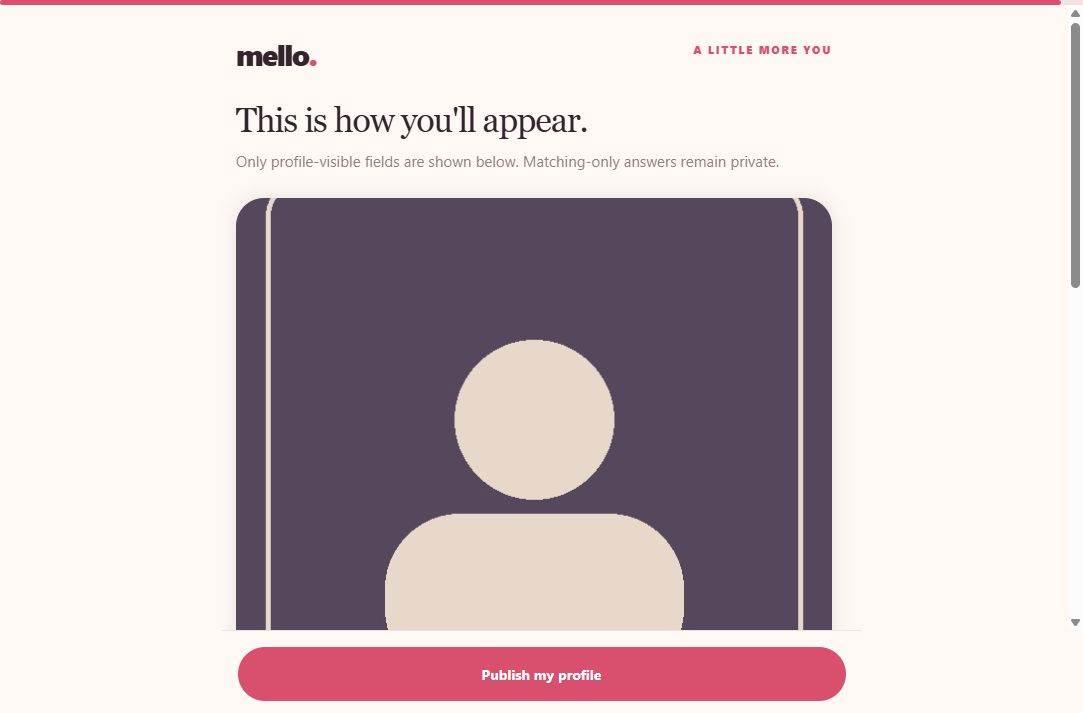 mello.
A LITTLE MORE YOU
This is how you'll appear.
Only profile-visible fields are shown below. Matching-only answers remain private.
Publish my profile